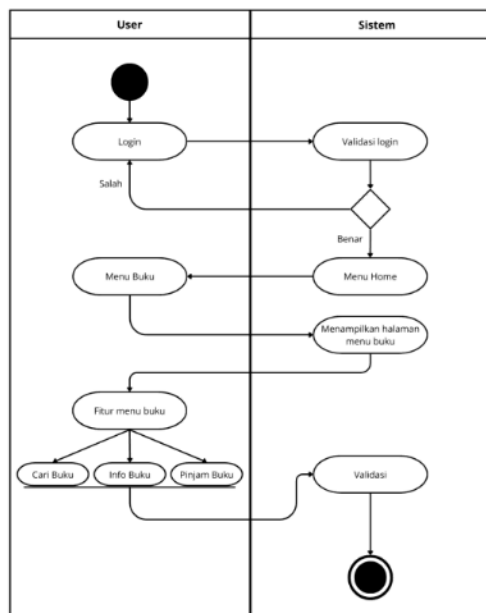 User
Sistem
Login
Validasi login
Salah
Benar
Menu Buku
Menu Home
Menampilkan halaman
menu buku
Fitur menu buku
Cari Buku
Info Buku
Pinjam Buku
Validasi